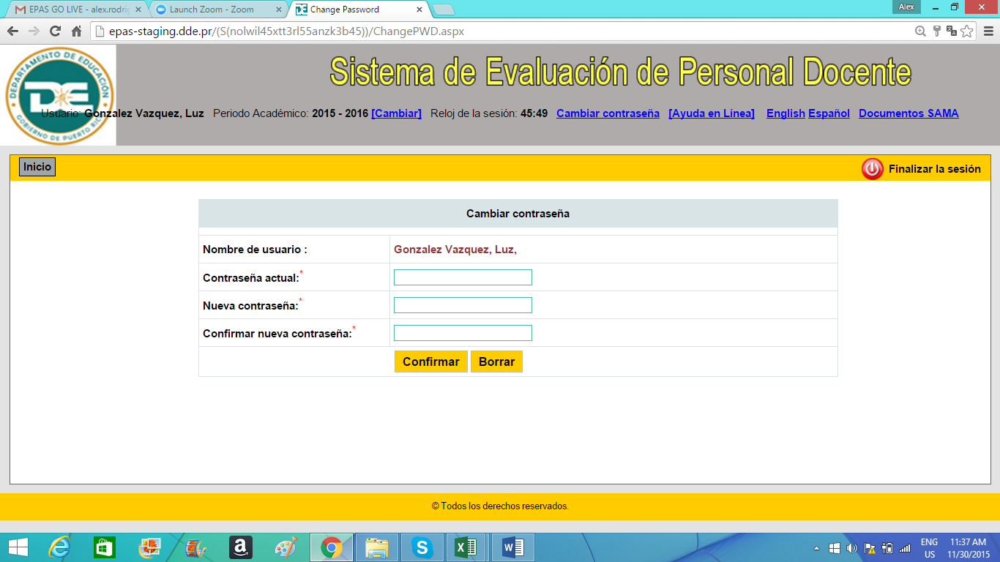 EPAS GO LIVE - alex.rodrig
Launch Zoom - Zoom
Change Password
Alex
epas-staging.dde.pr/(S(nolwil45xtt3rl55anzk3b45))/ChangePWD.aspx
DEPARTAMENTO DE EDUCACIÓN
DE
GOBIERNO DE PUERTO RICO
Sistema de Evaluación de Personal Docente
Usuario: Gonzalez Vazquez, Luz Periodo Académico: 2015 - 2016 [Cambiar] Reloj de la sesión: 45:49 Cambiar contraseña [Ayuda en Línea] English Español Documentos SAMA
Inicio Finalizar la sesión
Cambiar contraseña
Nombre de usuario : Gonzalez Vazquez, Luz,
Contraseña actual:*
Nueva contraseña:*
Confirmar nueva contraseña:*
Confirmar Borrar
© Todos los derechos reservados.
ENG 11:37 AM
US 11/30/2015